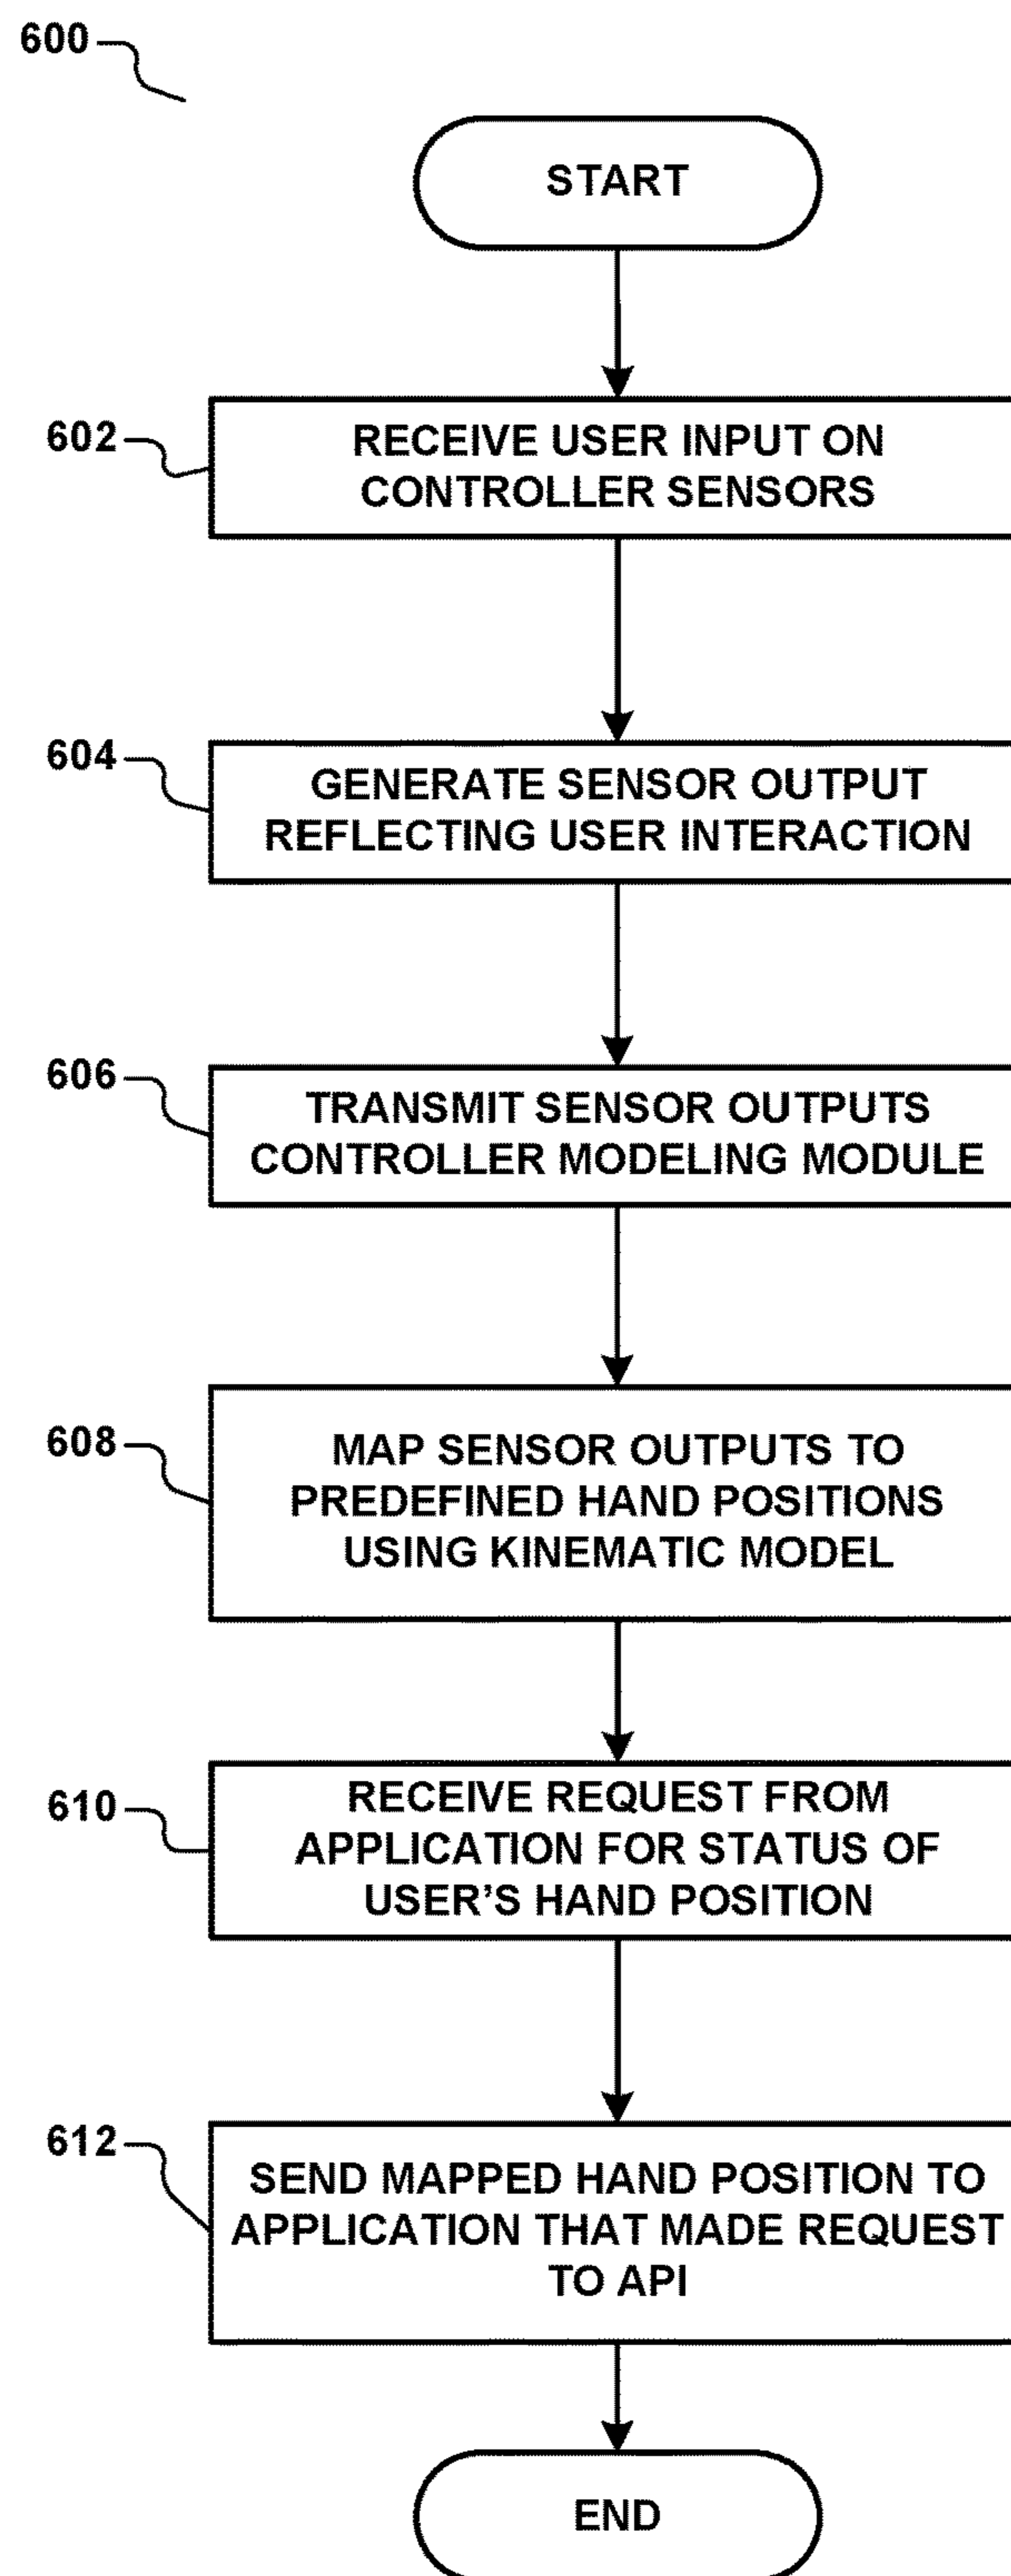 600
START
602
RECEIVE USER INPUT ON
CONTROLLER SENSORS
604
GENERATE SENSOR OUTPUT
REFLECTING USER INTERACTION
606
TRANSMIT SENSOR OUTPUTS
CONTROLLER MODELING MODULE
608
MAP SENSOR OUTPUTS TO
PREDEFINED HAND POSITIONS
USING KINEMATIC MODEL
610
RECEIVE REQUEST FROM
APPLICATION FOR STATUS OF
USER'S HAND POSITION
612
SEND MAPPED HAND POSITION TO
APPLICATION THAT MADE REQUEST
TO API
END